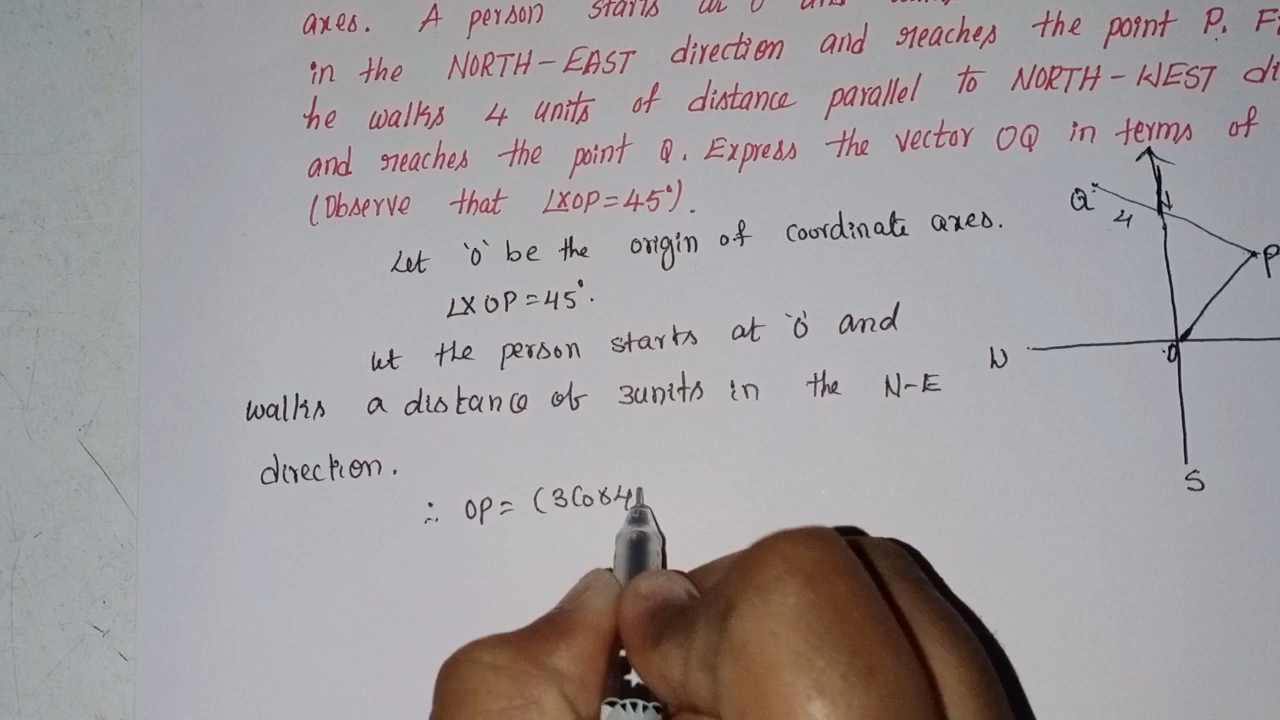 axes. A person starts at O
in the NORTH-EAST direction and reaches the point P.
he walks 4 units of distance parallel to NORTH-WEST
and reaches the point Q. Express the vector OQ in terms of
(Observe that ∠XOP=45°).
Let 'O' be the origin of coordinate axes.
∠XOP=45°.
let the person starts at 'O' and
walks a distance of 3units in the N-E
direction.
∴ OP = (3Cos4
Q
4
N
P
W
O
S